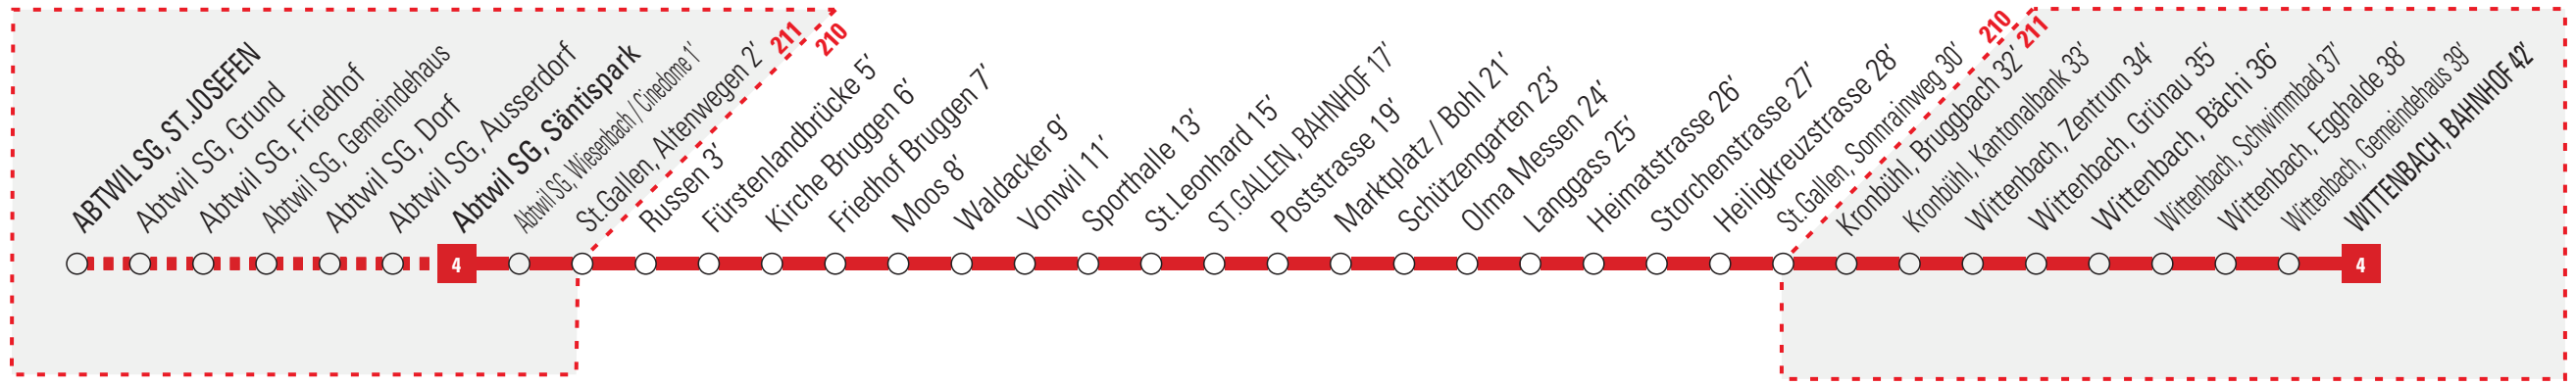 ABTWIL SG, ST.JOSEFEN
Abtwil SG, Grund
Abtwil SG, Friedhof
Abtwil SG, Gemeindehaus
Abtwil SG, Dorf
Abtwil SG, Ausserdorf
Abtwil SG, Säntispark
Abtwil SG, Wiesenbach / Cinedome 1'
St.Gallen, Altenwegen 2'
211
210
Russen 3'
Fürstenlandbrücke 5'
Kirche Bruggen 6'
Friedhof Bruggen 7'
Moos 8'
Waldacker 9'
Vonwil 11'
Sporthalle 13'
St.Leonhard 15'
ST.GALLEN, BAHNHOF 17'
Poststrasse 19'
Marktplatz / Bohl 21'
Schützengarten 23'
Olma Messen 24'
Langgass 25'
Heimatstrasse 26'
Storchenstrasse 27'
Heiligkreuzstrasse 28'
St.Gallen, Sonnrainweg 30'
210
211
Kronbühl, Bruggbach 32'
Kronbühl, Kantonalbank 33'
Wittenbach, Zentrum 34'
Wittenbach, Grünau 35'
Wittenbach, Bächi 36'
Wittenbach, Schwimmbad 37'
Wittenbach, Egghalde 38'
Wittenbach, Gemeindehaus 39'
WITTENBACH, BAHNHOF 42'
4
4